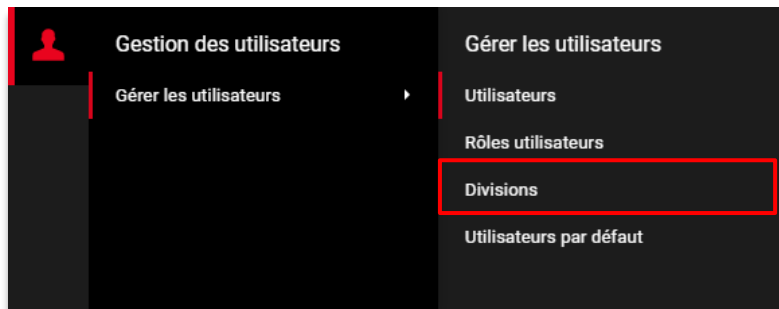 Gestion des utilisateurs
Gérer les utilisateurs
Gérer les utilisateurs
Utilisateurs
Rôles utilisateurs
Divisions
Utilisateurs par défaut